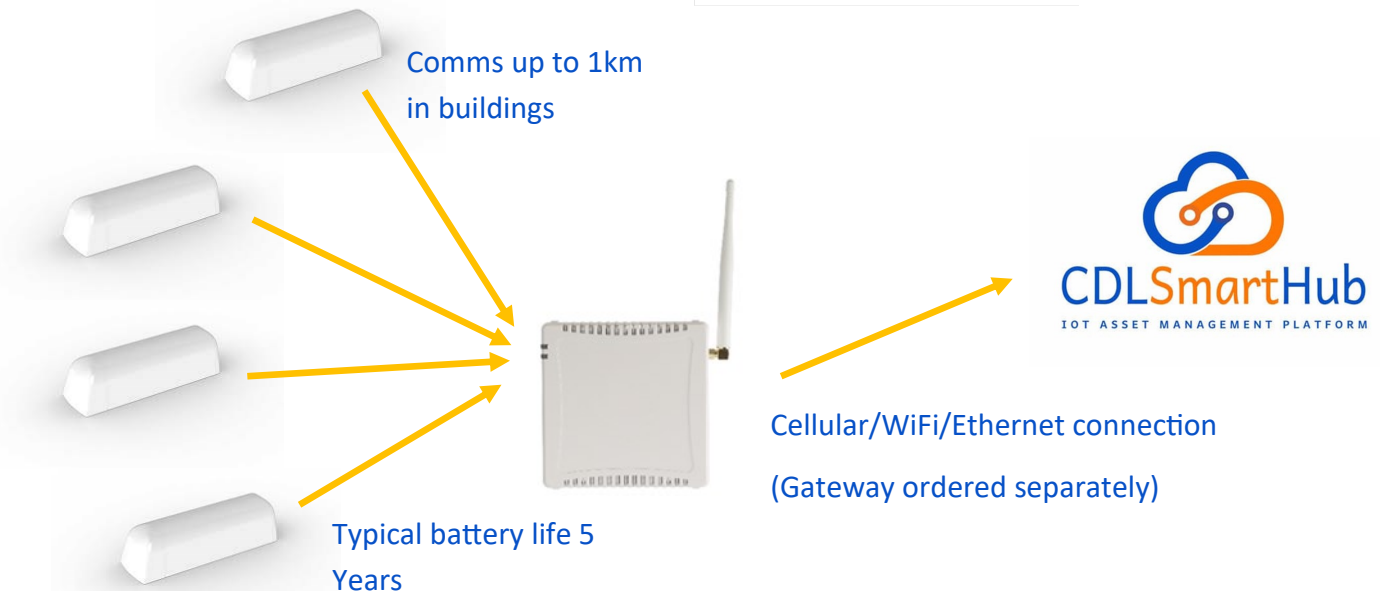 Comms up to 1km
in buildings
CDLSmartHub
IOT ASSET MANAGEMENT PLATFORM
Cellular/WiFi/Ethernet connection
(Gateway ordered separately)
Typical battery life 5
Years